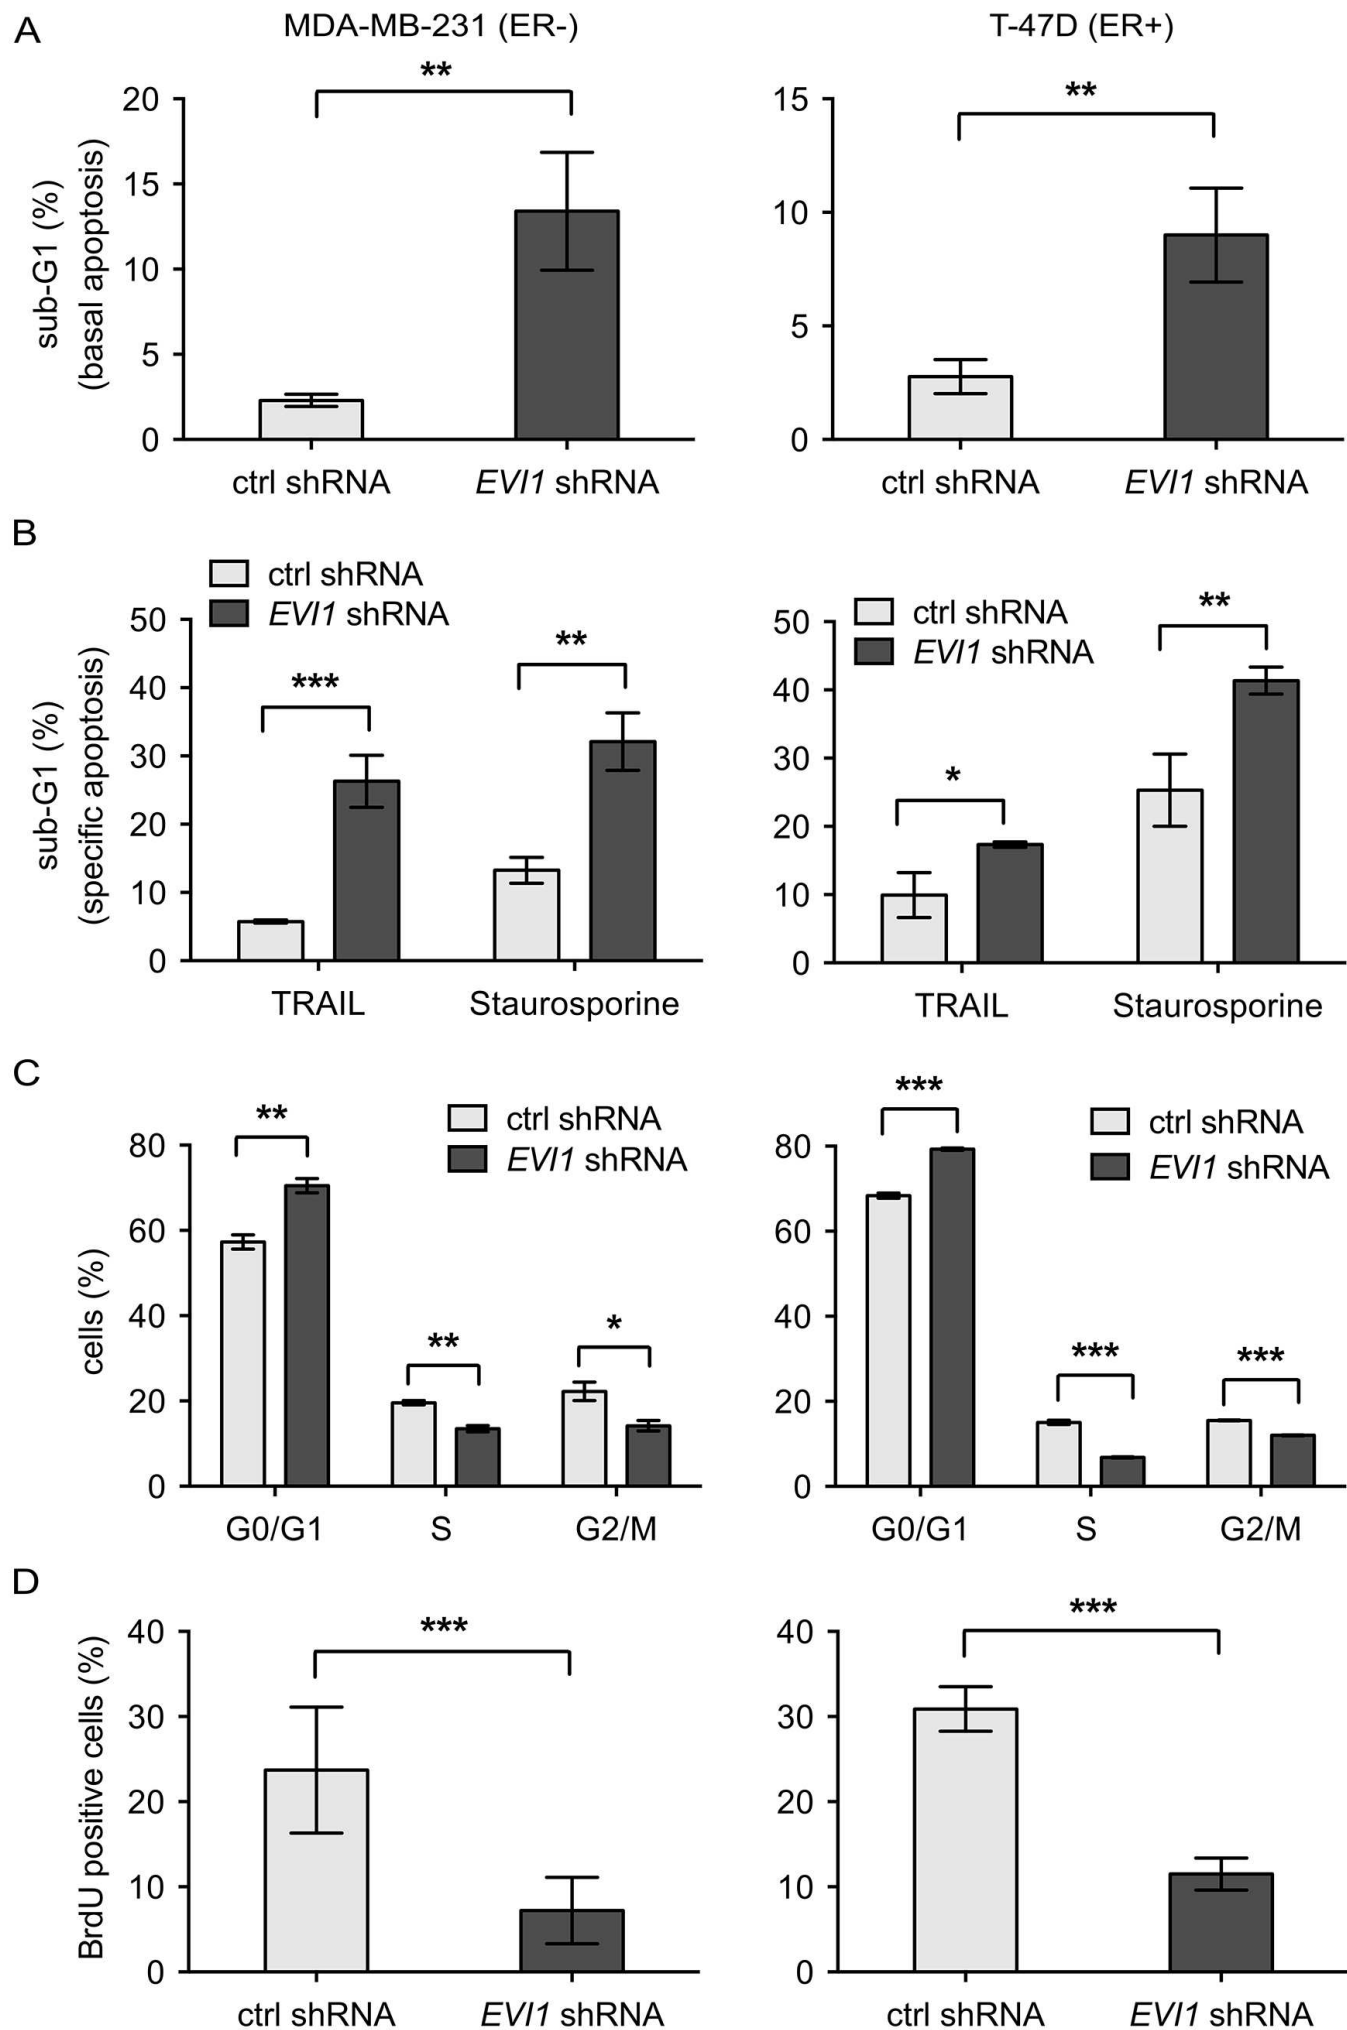 A
MDA-MB-231 (ER-)
T-47D (ER+)
**
**
20
15
10
5
0
15
10
5
0
sub-G1 (%)
(basal apoptosis)
ctrl shRNA
EVI1 shRNA
ctrl shRNA
EVI1 shRNA
B
ctrl shRNA
EVI1 shRNA
ctrl shRNA
EVI1 shRNA
***
**
*
**
50
40
30
20
10
0
50
40
30
20
10
0
sub-G1 (%)
(specific apoptosis)
TRAIL
Staurosporine
TRAIL
Staurosporine
C
ctrl shRNA
EVI1 shRNA
ctrl shRNA
EVI1 shRNA
**
**
*
***
***
***
80
60
40
20
0
80
60
40
20
0
cells (%)
G0/G1
S
G2/M
G0/G1
S
G2/M
D
***
***
40
30
20
10
0
40
30
20
10
0
BrdU positive cells (%)
ctrl shRNA
EVI1 shRNA
ctrl shRNA
EVI1 shRNA